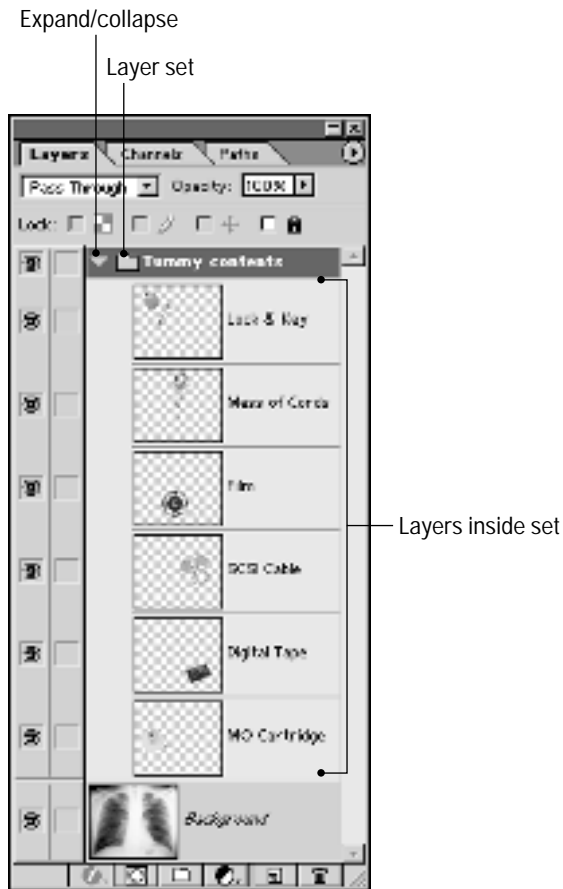 Expand/collapse
Layer set
Layers Channels Paths
Pass Through Opacity: 100%
Lock:
Tummy contents
Lock & Key
Mass of Cords
Film
SCSI Cable
Layers inside set
Digital Tape
MO Cartridge
Background